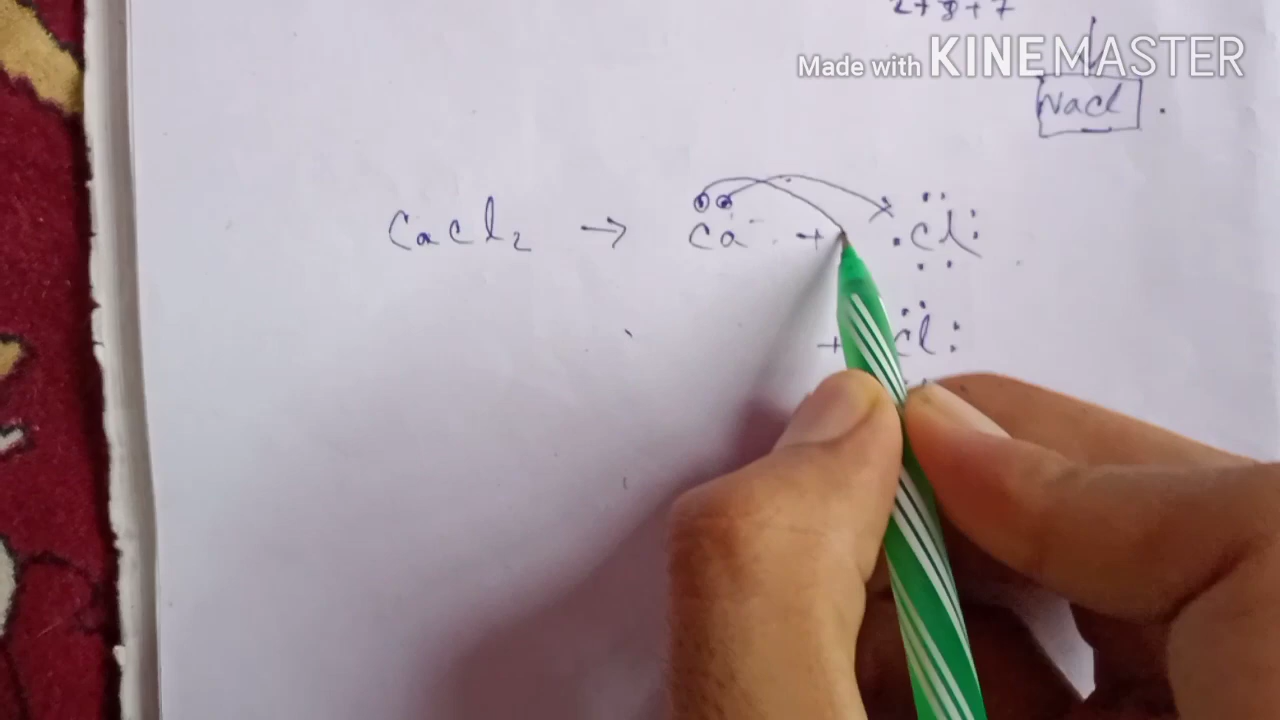 2+8+7
Made with KINEMASTER
Nacl .
CaCl2 → Ca + Cl
+ Cl